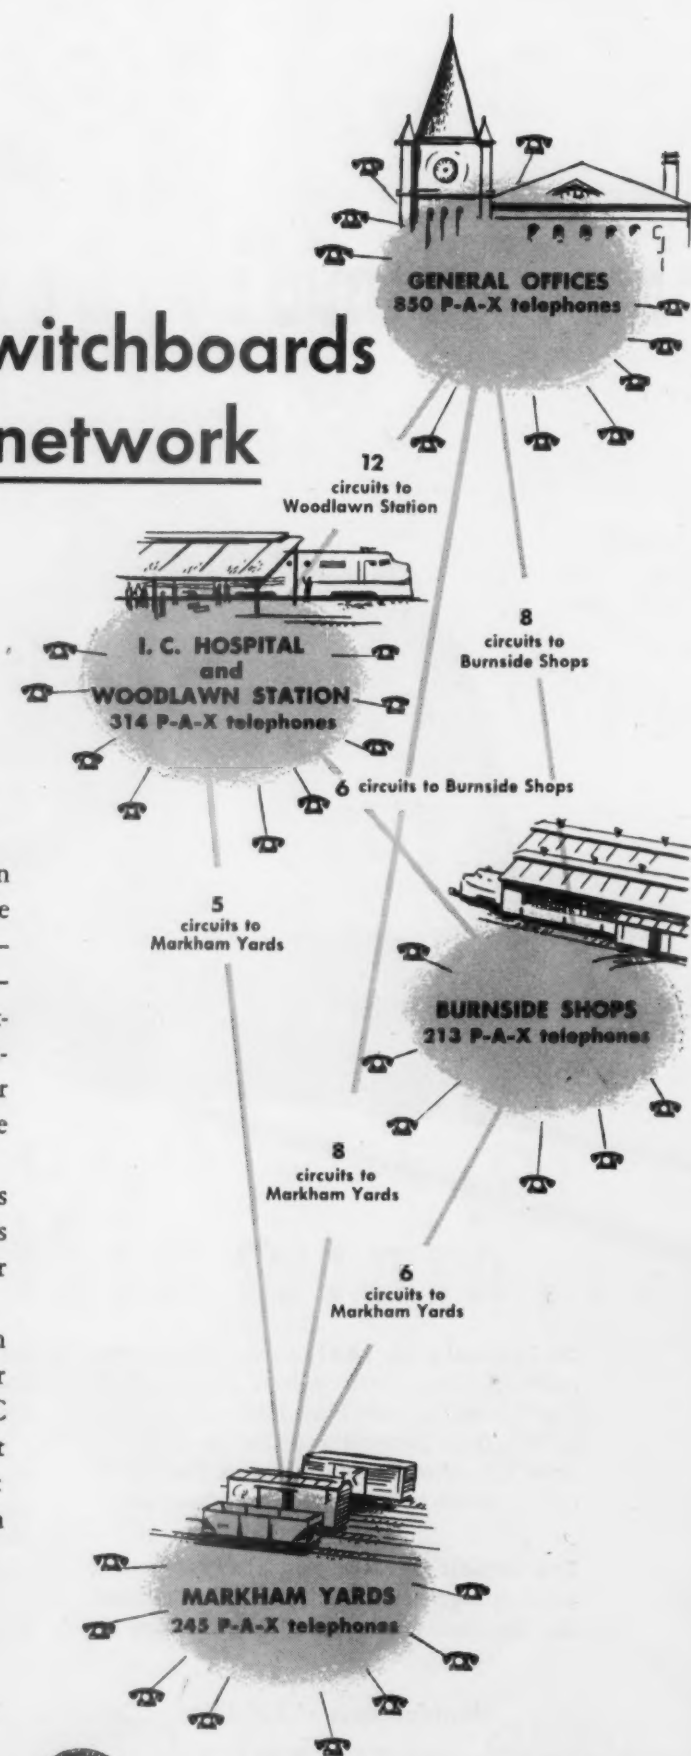 GENERAL OFFICES
850 P-A-X telephones
witchboards
network
12
circuits to
Woodlawn Station
8
circuits to
Burnside Shops
I. C. HOSPITAL
and
WOODLAWN STATION
314 P-A-X telephones
6 circuits to Burnside Shops
5
circuits to
Markham Yards
BURNSIDE SHOPS
213 P-A-X telephones
8
circuits to
Markham Yards
6
circuits to
Markham Yards
MARKHAM YARDS
245 P-A-X telephones
n
e
–
–
-
-
r
e
s
s
r
n
r
C
t